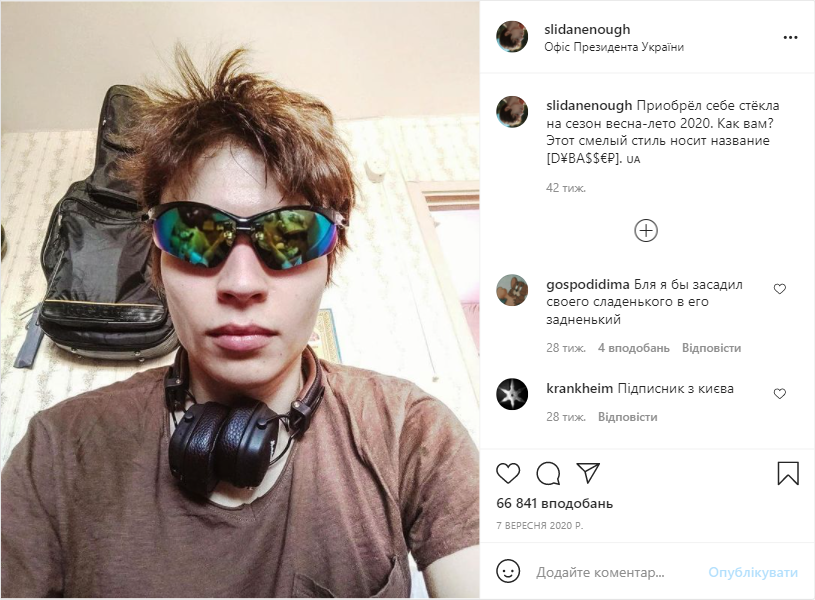 slidanenough
Офіс Президента України
slidanenough Приобрёл себе стёкла
на сезон весна-лето 2020. Как вам?
Этот смелый стиль носит название
[D¥BA$$€₽]. UA
42 тиж.
gospodidima Бля я бы засадил
своего сладенького в его
задненький
28 тиж. 4 вподобань Відповісти
krankheim Підписник з києва
28 тиж. Відповісти
66 841 вподобань
7 ВЕРЕСНЯ 2020 Р.
Додайте коментар... Опублікувати